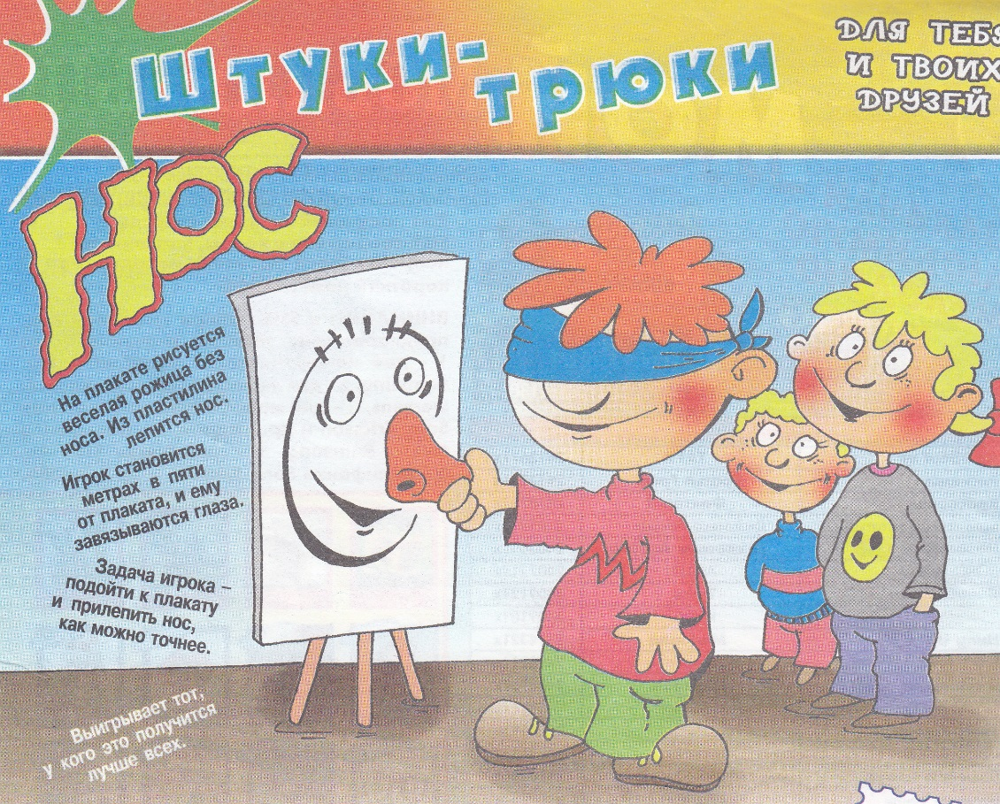 Штуки-
трюки
ДЛЯ ТЕБЯ
И ТВОИХ
ДРУЗЕЙ
НОС
На плакате рисуется
веселая рожица без
носа. Из пластилина
лепится нос.
Игрок становится
метрах в пяти
от плаката, и ему
завязываются глаза.
Задача игрока –
подойти к плакату
и прилепить нос,
как можно точнее.
Выигрывает тот,
у кого это получится
лучше всех.